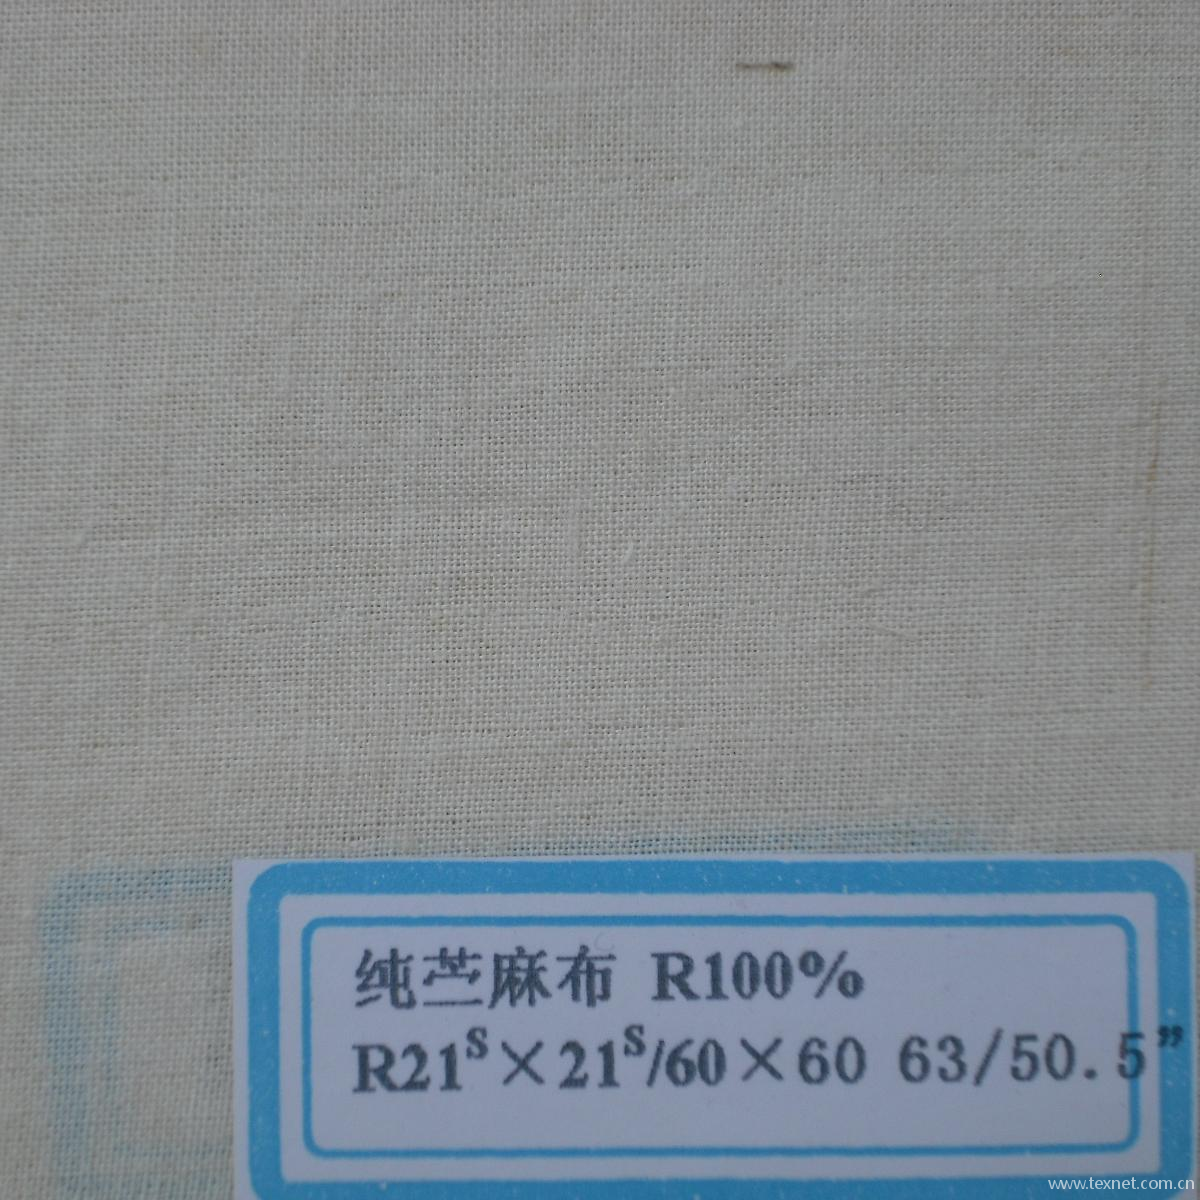 纯苎麻布 R100%
R21ˢ×21ˢ/60×60 63/50.5”
www.texnet.com.cn